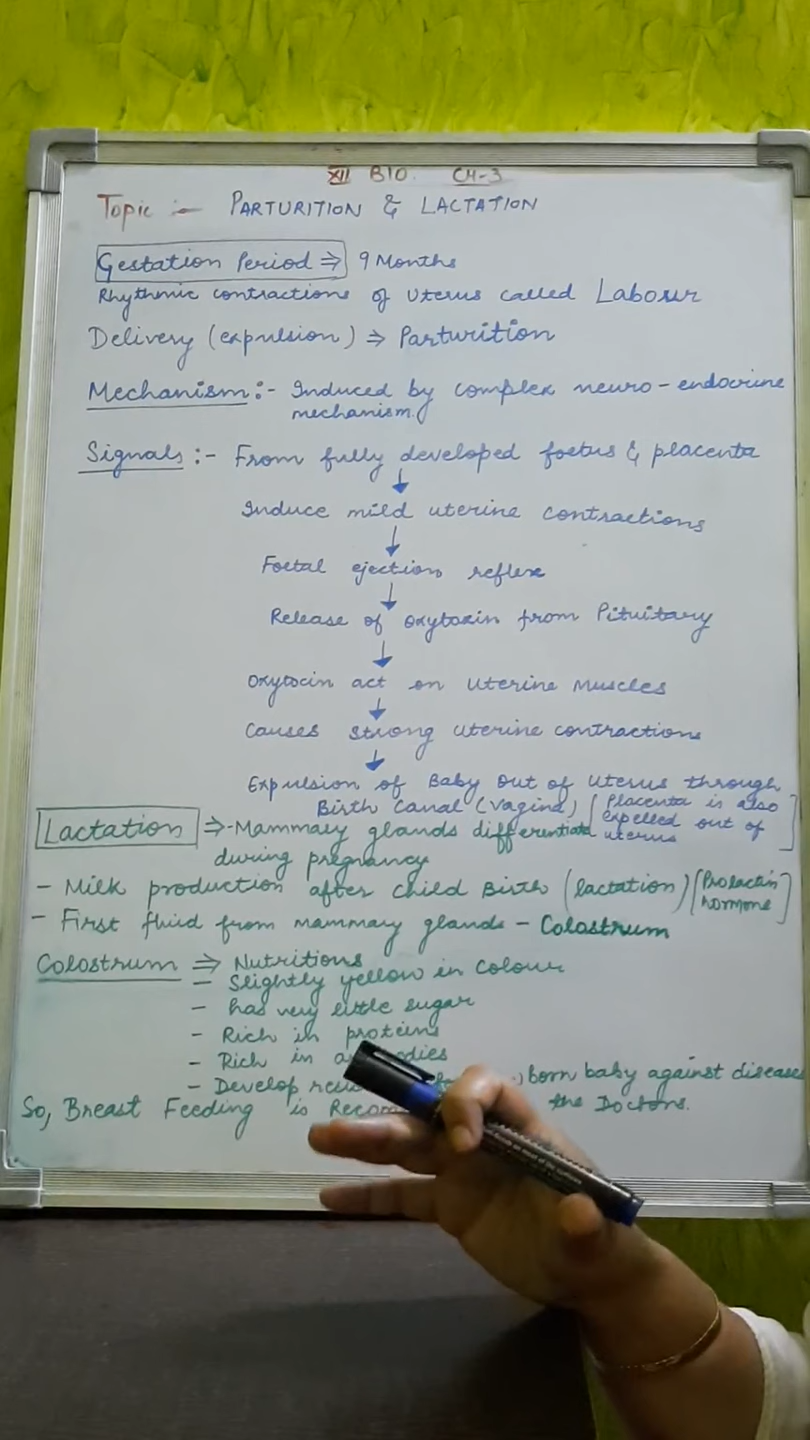 XII BIO. CH-3
Topic :- PARTURITION & LACTATION
Gestation Period ⇒ 9 Months
Rhythmic contractions of Uterus called Labour
Delivery (expulsion) ⇒ Parturition
Mechanism :- Induced by complex neuro-endocrine
mechanism.
Signals :- From fully developed foetus & placenta
↓
Induce mild uterine contractions
↓
Foetal ejection reflex
↓
Release of oxytoxin from Pituitary
↓
Oxytocin act on Uterine Muscles
↓
Causes strong uterine contractions
↓
Expulsion of Baby out of Uterus through
Birth Canal (Vagina) [Placenta is also
expelled out of
uterus]
Lactation ⇒ - Mammary glands differentiate
during pregnancy
- Milk production after Child Birth (lactation) [Prolactin
hormone]
- First fluid from mammary glands - Colostrum
Colostrum ⇒ Nutritions
- Slightly yellow in colour
- has very little sugar
- Rich in proteins
- Rich in
- Develop born baby against diseases
So, Breast Feeding is the Doctors.